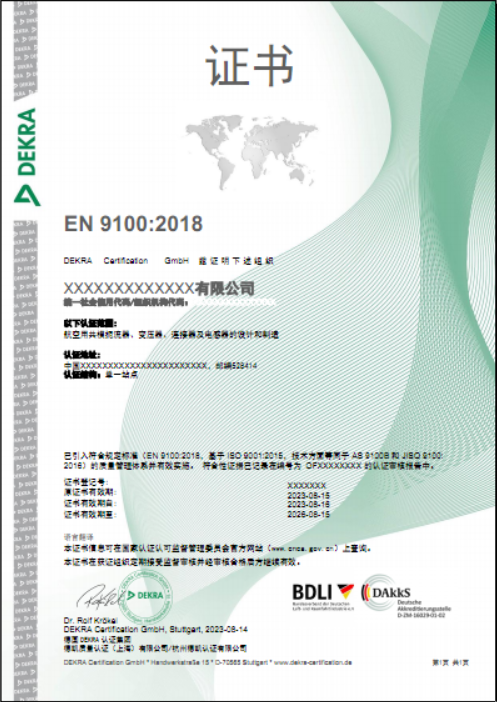 DEKRA
证书
EN 9100:2018
DEKRA Certification GmbH 兹证明下述组织
XXXXXXXXXXXXX有限公司
统一社会信用代码/组织机构代码:
以下认证范围:
航空用共模扼流器、变压器、连接器及电感器的设计和制造
认证地址:
中国XXXXXXXXXXXXXXXXXXXXXXX, 邮编528414
认证结构: 单一站点
已引入符合规定标准 (EN 9100:2018, 基于 ISO 9001:2015, 技术方面等同于 AS 9100D 和 JISQ 9100:
2016) 的质量管理体系并有效实施。 符合性证据已记录在编号为 QFXXXXXXXX 的认证审核报告中。
证书登记号: XXXXXXX
原证书有效期: 2023-08-15
证书有效期自: 2023-08-16
证书有效期至: 2026-08-15
语言翻译
本证书信息可在国家认证认可监督管理委员会官方网站 (www.cnca.gov.cn) 上查询。
本证书在获证组织定期接受监督审核并经审核合格后方继续有效。
DEKRA
BDLI
DAkkS
Deutsche
Akkreditierungsstelle
D-ZM-16029-01-02
Dr. Rolf Krökel
DEKRA Certification GmbH, Stuttgart, 2023-08-14
德国 DEKRA 认证集团
德凯质量认证 (上海) 有限公司/杭州德凯认证有限公司
DEKRA Certification GmbH * Handwerkstraße 15 * D-70565 Stuttgart * www.dekra-certification.de
第1页 共1页